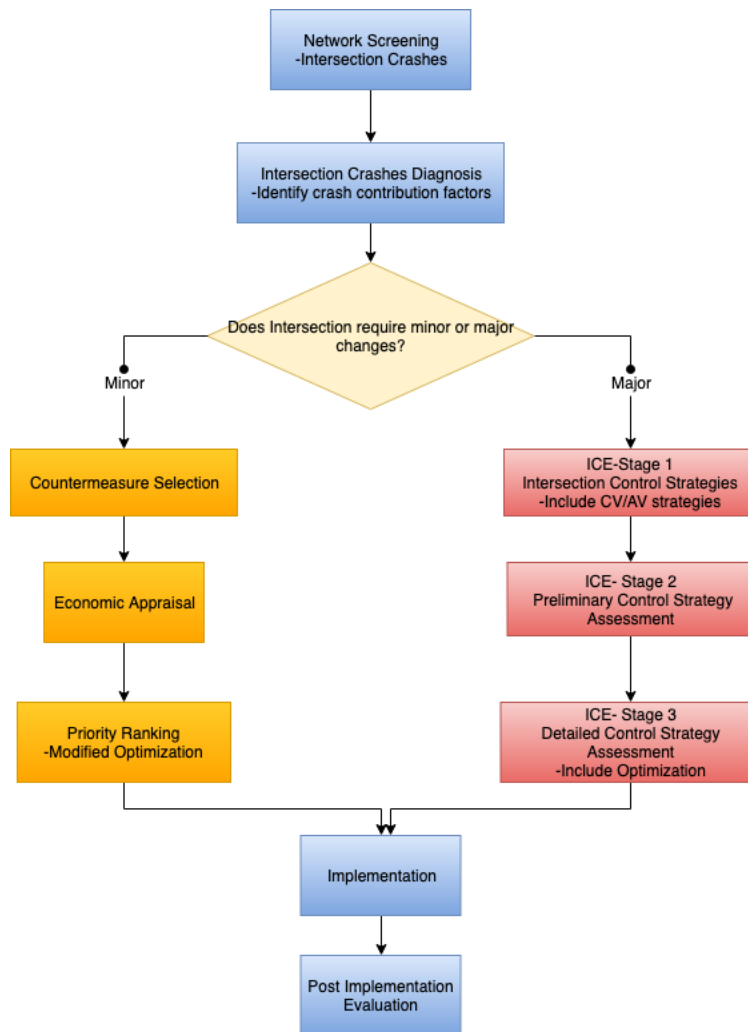 Network Screening
-Intersection Crashes
Intersection Crashes Diagnosis
-Identify crash contribution factors
Does Intersection require minor or major
changes?
Minor
Major
Countermeasure Selection
ICE-Stage 1
Intersection Control Strategies
-Include CV/AV strategies
Economic Appraisal
ICE- Stage 2
Preliminary Control Strategy
Assessment
Priority Ranking
-Modified Optimization
ICE- Stage 3
Detailed Control Strategy
Assessment
-Include Optimization
Implementation
Post Implementation
Evaluation